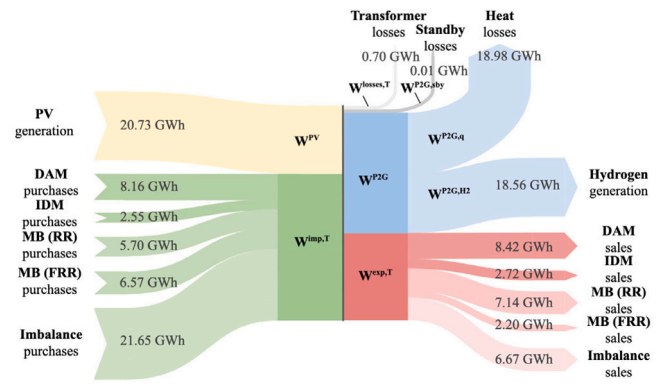 Transformer
losses
0.70 GWh
Standby
losses
0.01 GWh
Heat
losses
18.98 GWh
W^losses,T
W^P2G,sby
PV
generation
20.73 GWh
W^PV
W^P2G,q
DAM
purchases
8.16 GWh
IDM
purchases
2.55 GWh
MB (RR)
purchases
5.70 GWh
MB (FRR)
purchases
6.57 GWh
Imbalance
purchases
21.65 GWh
W^imp,T
W^P2G
W^P2G,H2
18.56 GWh
Hydrogen
generation
W^exp,T
8.42 GWh
DAM
sales
2.72 GWh
IDM
sales
7.14 GWh
MB (RR)
sales
2.20 GWh
MB (FRR)
sales
6.67 GWh
Imbalance
sales